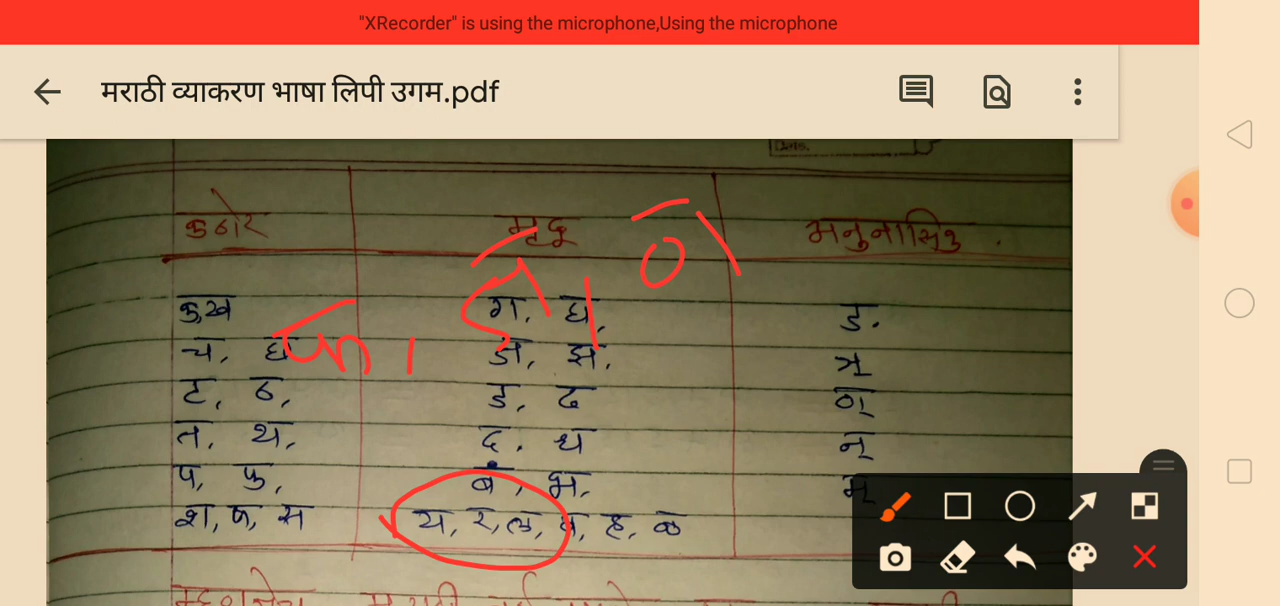 "XRecorder" is using the microphone,Using the microphone
मराठी व्याकरण भाषा लिपी उगम.pdf
कठोर मृदू अनुनासिक
क,ख ग, घ, ङ.
च, छ ज, झ, ञ
ट, ठ, ड, ढ ण्
त, थ, द, ध न्
प, फ, ब, भ, म्
श, ष, स य, र, ल, व, ह, ळ